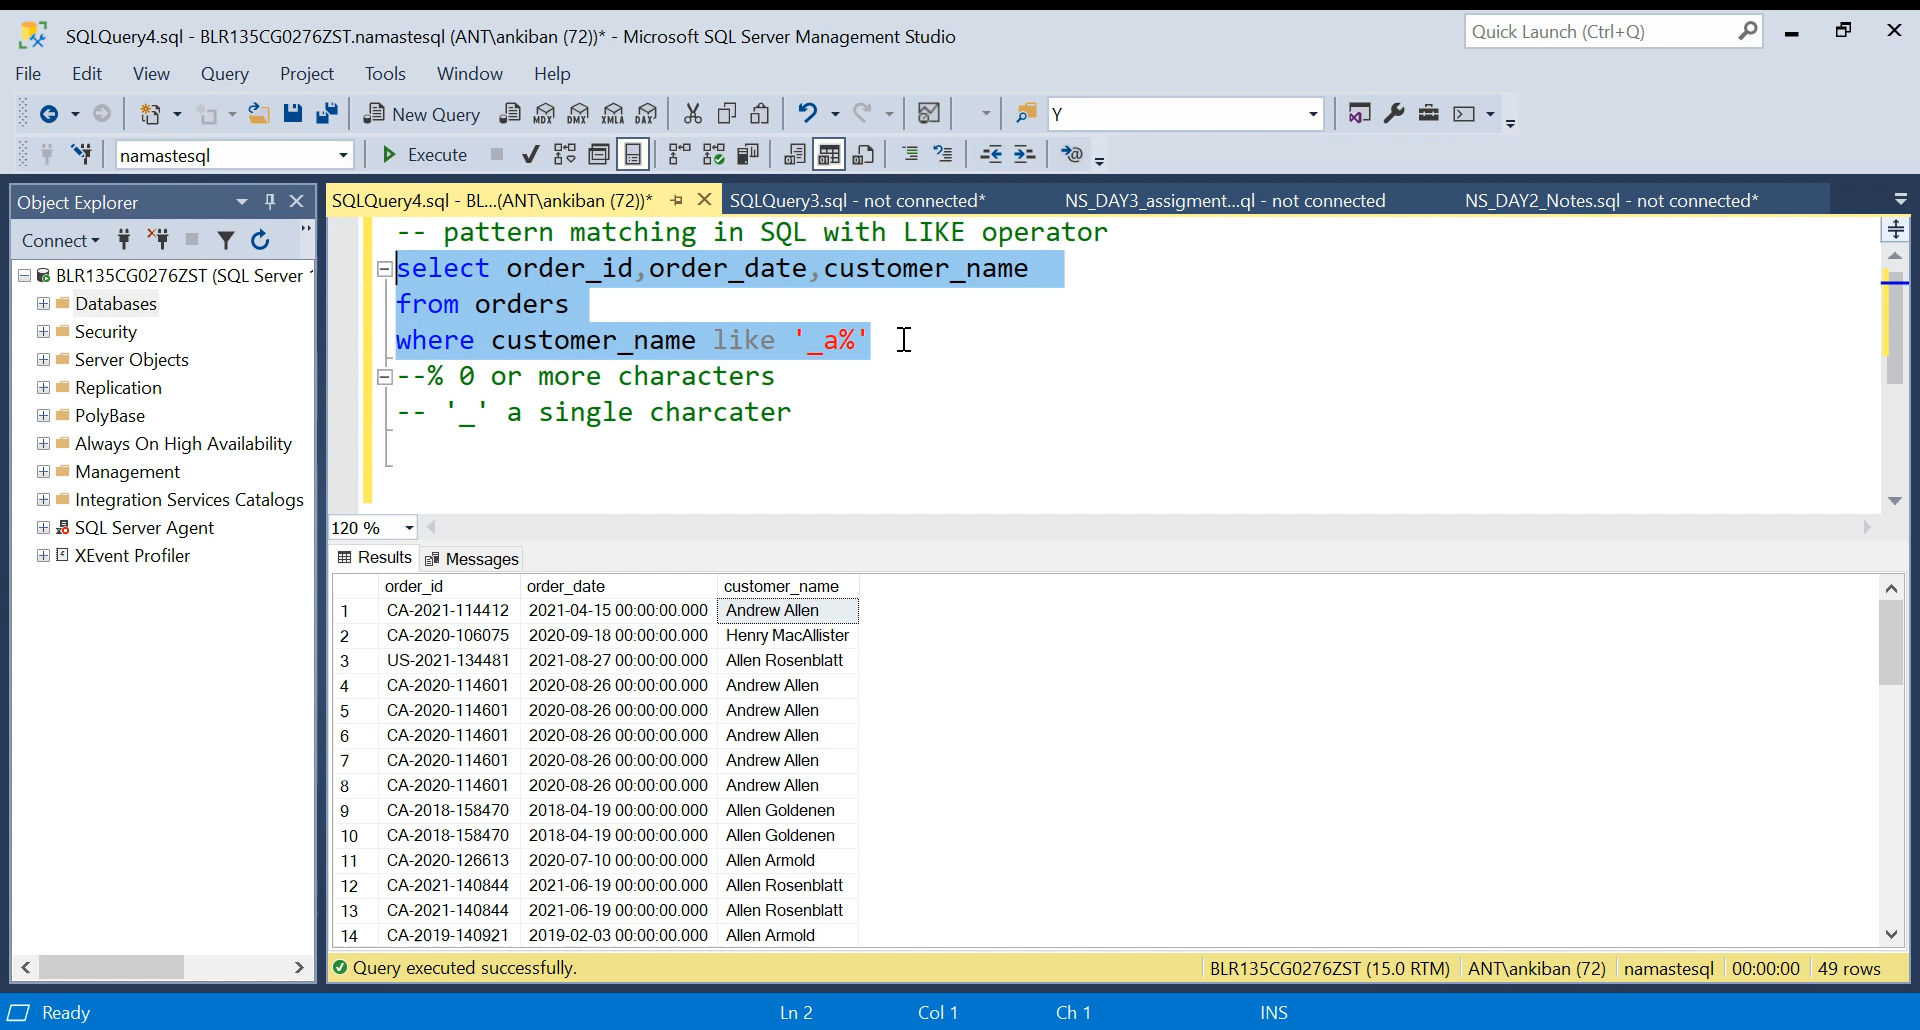 SQLQuery4.sql - BLR135CG0276ZST.namastesql (ANT\ankiban (72))* - Microsoft SQL Server Management Studio
Quick Launch (Ctrl+Q)
File Edit View Query Project Tools Window Help
New Query MDX DMX XMLA DAX Y
namastesql Execute
Object Explorer
SQLQuery4.sql - BL...(ANT\ankiban (72))* SQLQuery3.sql - not connected* NS_DAY3_assigment...ql - not connected NS_DAY2_Notes.sql - not connected*
Connect
BLR135CG0276ZST (SQL Server
Databases
Security
Server Objects
Replication
PolyBase
Always On High Availability
Management
Integration Services Catalogs
SQL Server Agent
XEvent Profiler
-- pattern matching in SQL with LIKE operator
select order_id,order_date,customer_name
from orders
where customer_name like '_a%'
--% 0 or more characters
-- '_' a single charcater
120 %
Results Messages
order_id order_date customer_name
1 CA-2021-114412 2021-04-15 00:00:00.000 Andrew Allen
2 CA-2020-106075 2020-09-18 00:00:00.000 Henry MacAllister
3 US-2021-134481 2021-08-27 00:00:00.000 Allen Rosenblatt
4 CA-2020-114601 2020-08-26 00:00:00.000 Andrew Allen
5 CA-2020-114601 2020-08-26 00:00:00.000 Andrew Allen
6 CA-2020-114601 2020-08-26 00:00:00.000 Andrew Allen
7 CA-2020-114601 2020-08-26 00:00:00.000 Andrew Allen
8 CA-2020-114601 2020-08-26 00:00:00.000 Andrew Allen
9 CA-2018-158470 2018-04-19 00:00:00.000 Allen Goldenen
10 CA-2018-158470 2018-04-19 00:00:00.000 Allen Goldenen
11 CA-2020-126613 2020-07-10 00:00:00.000 Allen Armold
12 CA-2021-140844 2021-06-19 00:00:00.000 Allen Rosenblatt
13 CA-2021-140844 2021-06-19 00:00:00.000 Allen Rosenblatt
14 CA-2019-140921 2019-02-03 00:00:00.000 Allen Armold
Query executed successfully. BLR135CG0276ZST (15.0 RTM) ANT\ankiban (72) namastesql 00:00:00 49 rows
Ready Ln 2 Col 1 Ch 1 INS